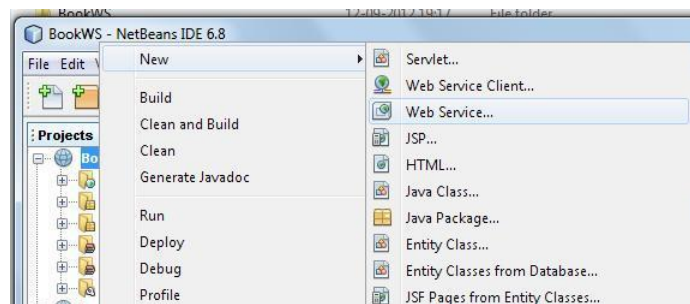 BookWS 12-09-2012 19:17 File folder
BookWS - NetBeans IDE 6.8
File Edit
New
Build
Clean and Build
Clean
Generate Javadoc
Run
Deploy
Debug
Profile
Projects
Bo
Servlet...
Web Service Client...
Web Service...
JSP...
HTML...
Java Class...
Java Package...
Entity Class...
Entity Classes from Database...
JSF Pages from Entity Classes...